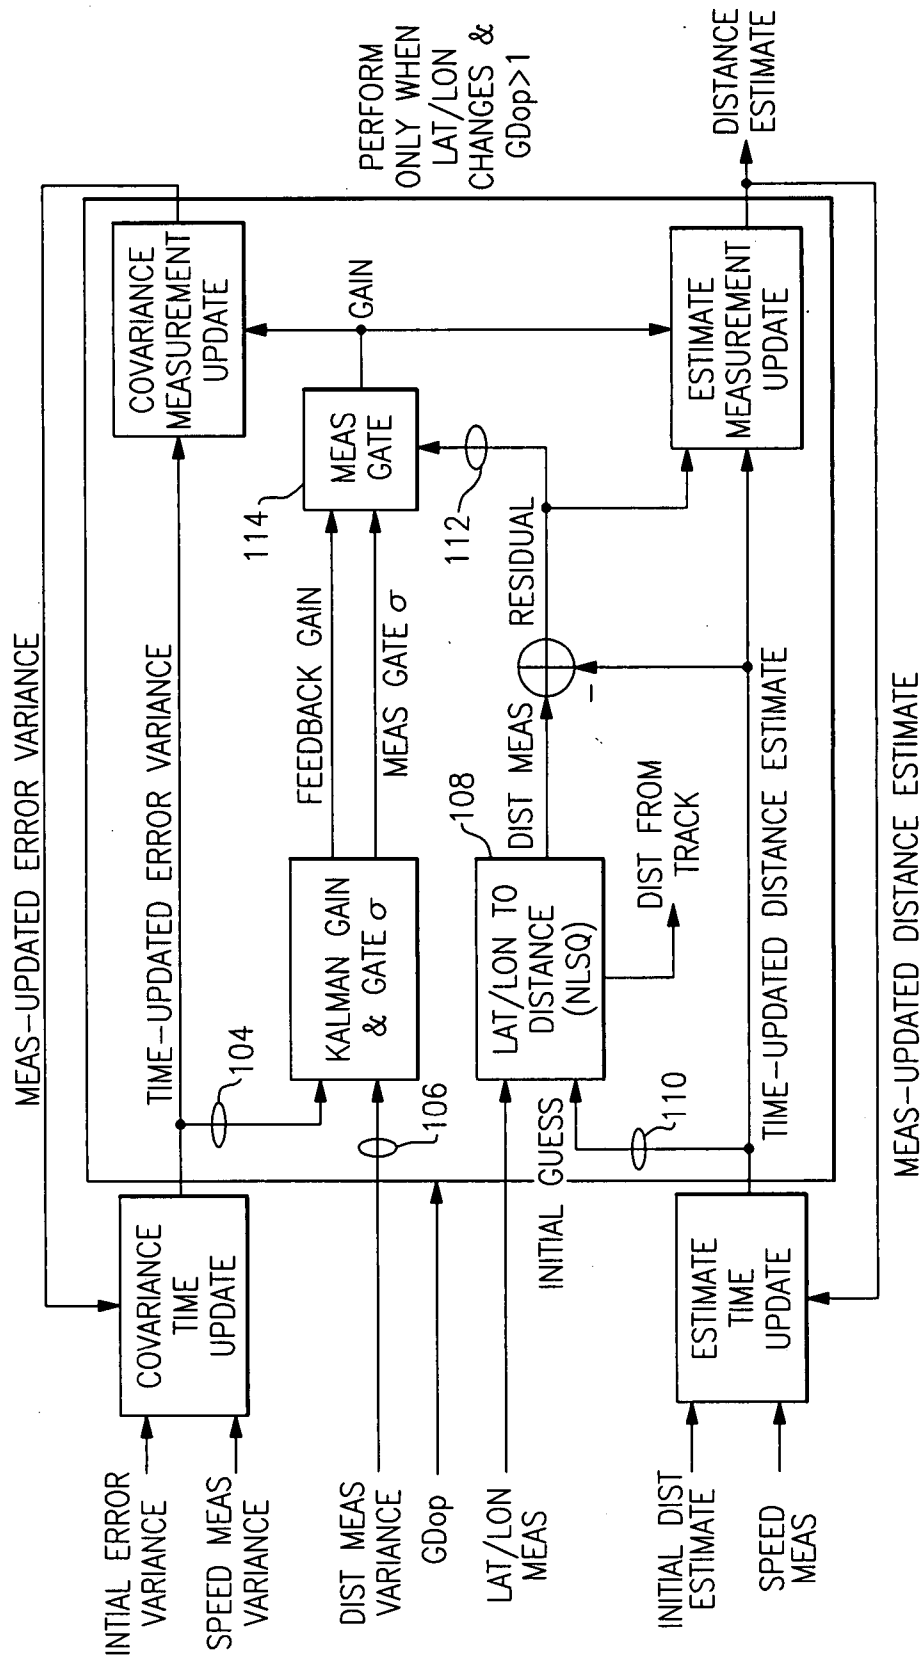 MEAS-UPDATED ERROR VARIANCE
INTIAL ERROR
VARIANCE
SPEED MEAS
VARIANCE
COVARIANCE
TIME
UPDATE
TIME-UPDATED ERROR VARIANCE
104
COVARIANCE
MEASUREMENT
UPDATE
PERFORM
ONLY WHEN
LAT/LON
CHANGES &
GDop>1
DIST MEAS
VARIANCE
106
KALMAN GAIN
& GATE σ
FEEDBACK GAIN
MEAS GATE σ
114
MEAS
GATE
GAIN
112
GDop
LAT/LON
MEAS
INITIAL GUESS
108
LAT/LON TO
DISTANCE
(NLSQ)
DIST MEAS
RESIDUAL
–
DIST FROM
TRACK
110
INITIAL DIST
ESTIMATE
SPEED
MEAS
ESTIMATE
TIME
UPDATE
TIME-UPDATED DISTANCE ESTIMATE
ESTIMATE
MEASUREMENT
UPDATE
DISTANCE
ESTIMATE
MEAS-UPDATED DISTANCE ESTIMATE